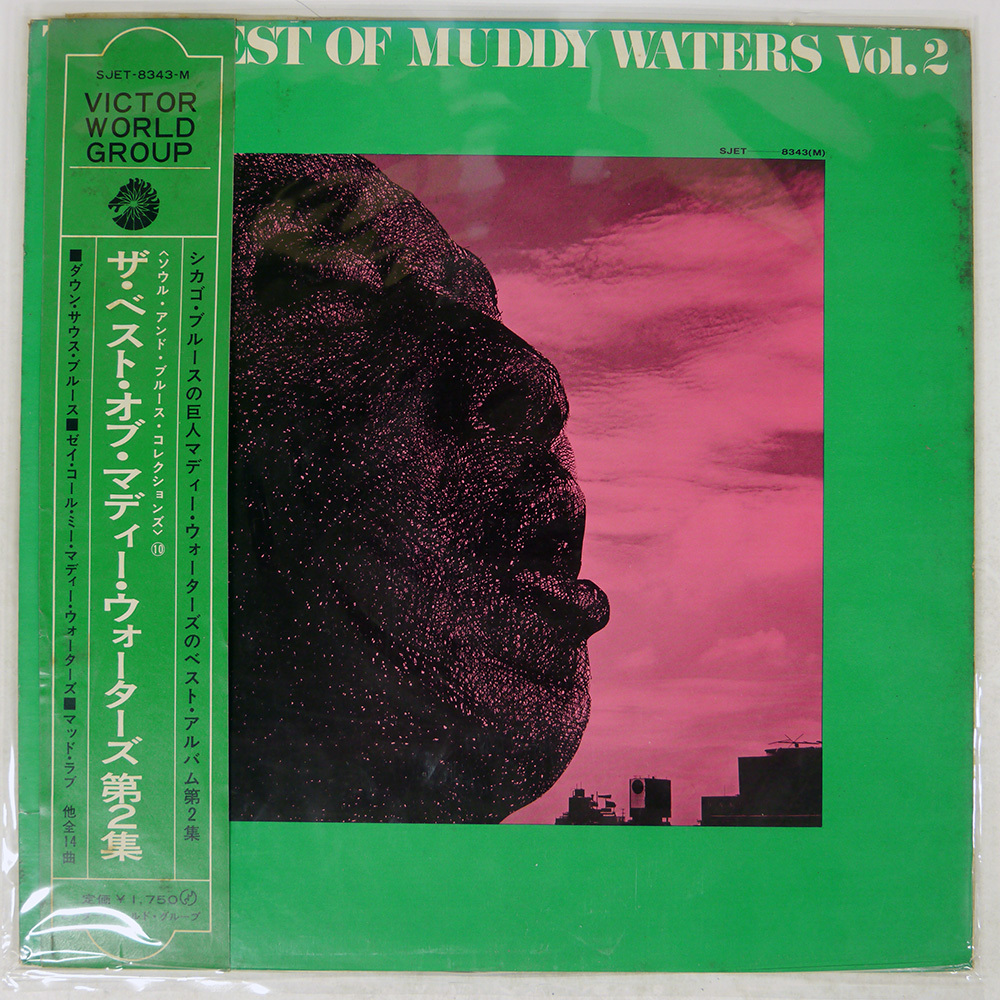 EST OF MUDDY WATERS Vol.2
SJET-8343-M
VICTOR
WORLD
GROUP
SJET 8343(M)
シカゴ・ブルースの巨人マディー・ウォーターズのベスト・アルバム第2集
〈ソウル・アンド・ブルース・コレクションズ〉⑩
ザ・ベスト・オブ・マディー・ウォーターズ 第2集
■ダウン・サウス・ブルース■ゼイ・コール・ミー・マディー・ウォーターズ■マッド・ラブ 他全14曲
定価￥1,750
ルド・グループ